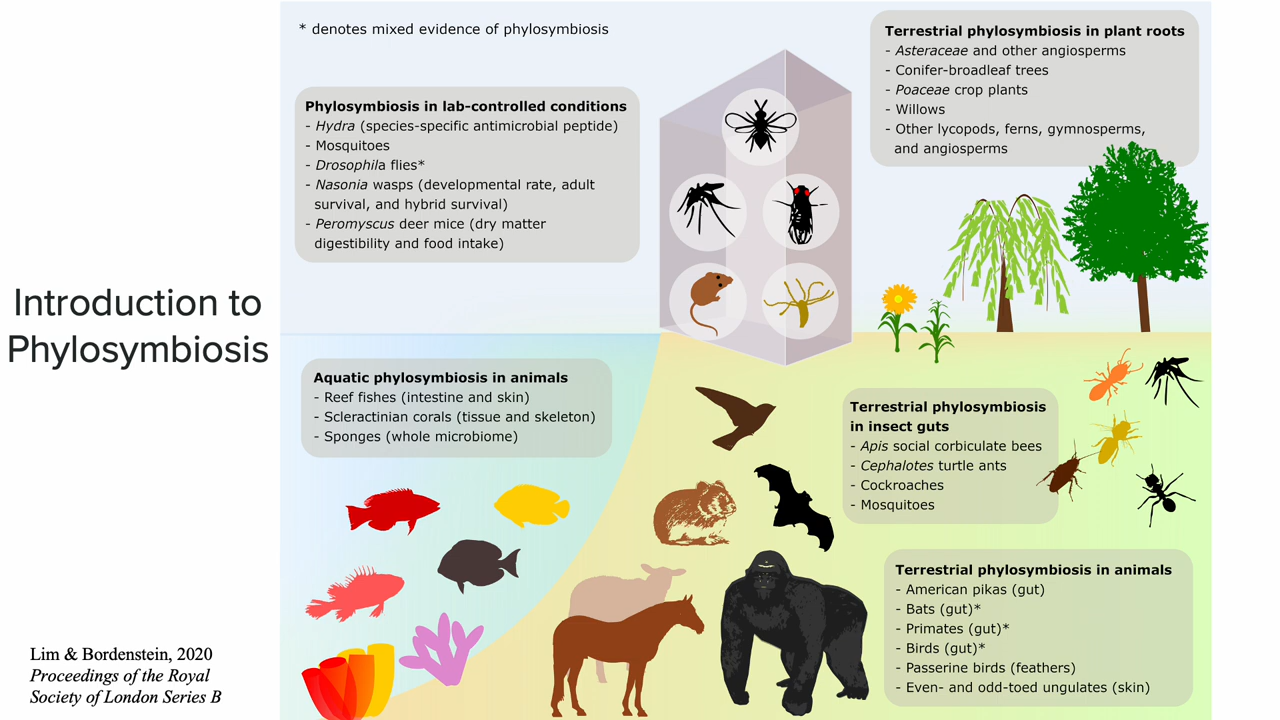 Introduction to
Phylosymbiosis
Lim & Bordenstein, 2020
Proceedings of the Royal
Society of London Series B
* denotes mixed evidence of phylosymbiosis
Phylosymbiosis in lab-controlled conditions
- Hydra (species-specific antimicrobial peptide)
- Mosquitoes
- Drosophila flies*
- Nasonia wasps (developmental rate, adult
survival, and hybrid survival)
- Peromyscus deer mice (dry matter
digestibility and food intake)
Terrestrial phylosymbiosis in plant roots
- Asteraceae and other angiosperms
- Conifer-broadleaf trees
- Poaceae crop plants
- Willows
- Other lycopods, ferns, gymnosperms,
and angiosperms
Aquatic phylosymbiosis in animals
- Reef fishes (intestine and skin)
- Scleractinian corals (tissue and skeleton)
- Sponges (whole microbiome)
Terrestrial phylosymbiosis
in insect guts
- Apis social corbiculate bees
- Cephalotes turtle ants
- Cockroaches
- Mosquitoes
Terrestrial phylosymbiosis in animals
- American pikas (gut)
- Bats (gut)*
- Primates (gut)*
- Birds (gut)*
- Passerine birds (feathers)
- Even- and odd-toed ungulates (skin)